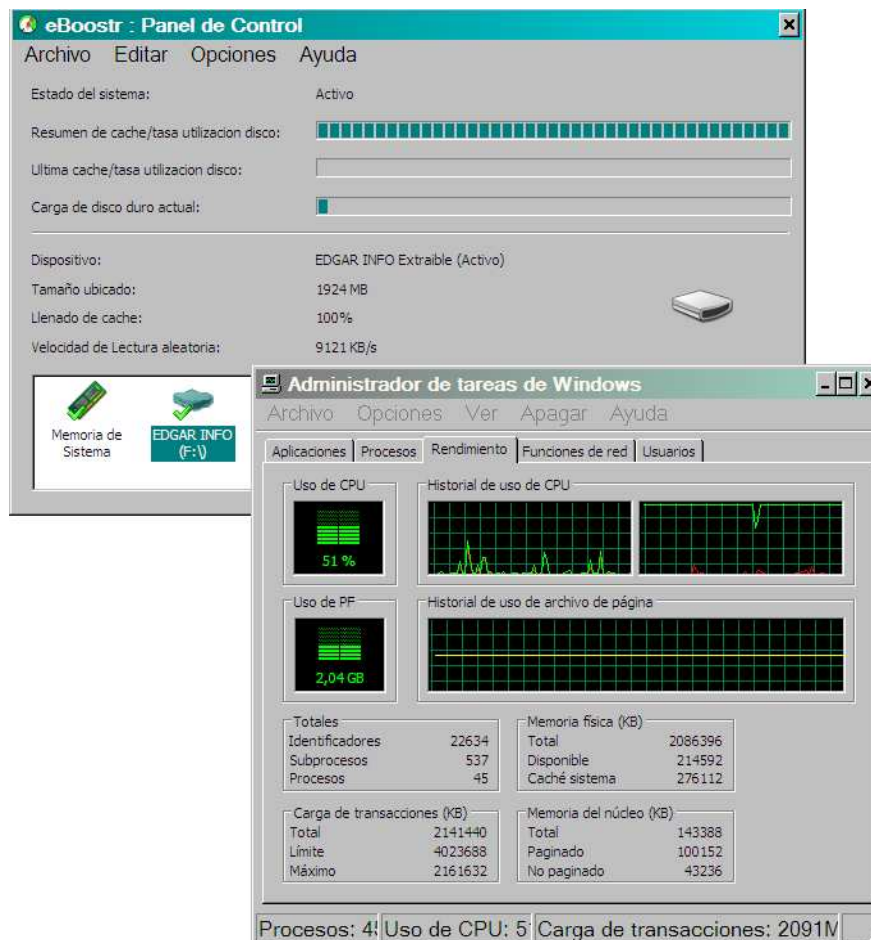 eBoostr : Panel de Control
Archivo Editar Opciones Ayuda
Estado del sistema: Activo
Resumen de cache/tasa utilizacion disco:
Ultima cache/tasa utilizacion disco:
Carga de disco duro actual:
Dispositivo: EDGAR INFO Extraible (Activo)
Tamaño ubicado: 1924 MB
Llenado de cache: 100%
Velocidad de Lectura aleatoria: 9121 KB/s
Memoria de Sistema
EDGAR INFO (F:\)
Administrador de tareas de Windows
Archivo Opciones Ver Apagar Ayuda
Aplicaciones Procesos Rendimiento Funciones de red Usuarios
Uso de CPU Historial de uso de CPU
51 %
Uso de PF Historial de uso de archivo de página
2,04 GB
Totales
Identificadores 22634
Subprocesos 537
Procesos 45
Memoria física (KB)
Total 2086396
Disponible 214592
Caché sistema 276112
Carga de transacciones (KB)
Total 2141440
Límite 4023688
Máximo 2161632
Memoria del núcleo (KB)
Total 143388
Paginado 100152
No paginado 43236
Procesos: 4 Uso de CPU: 5 Carga de transacciones: 2091M